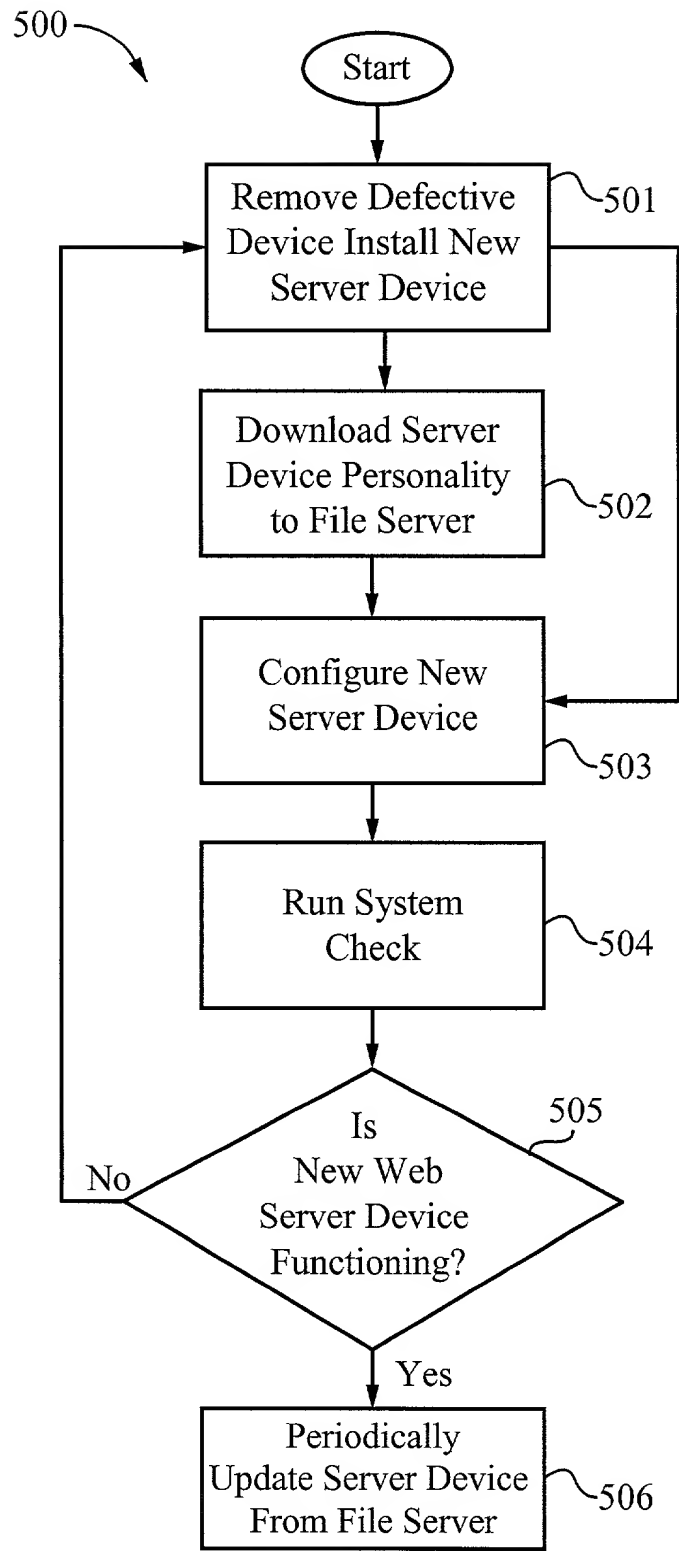 500
Start
Remove Defective
Device Install New
Server Device
501
Download Server
Device Personality
to File Server
502
Configure New
Server Device
503
Run System
Check
504
Is
New Web
Server Device
Functioning?
505
No
Yes
Periodically
Update Server Device
From File Server
506